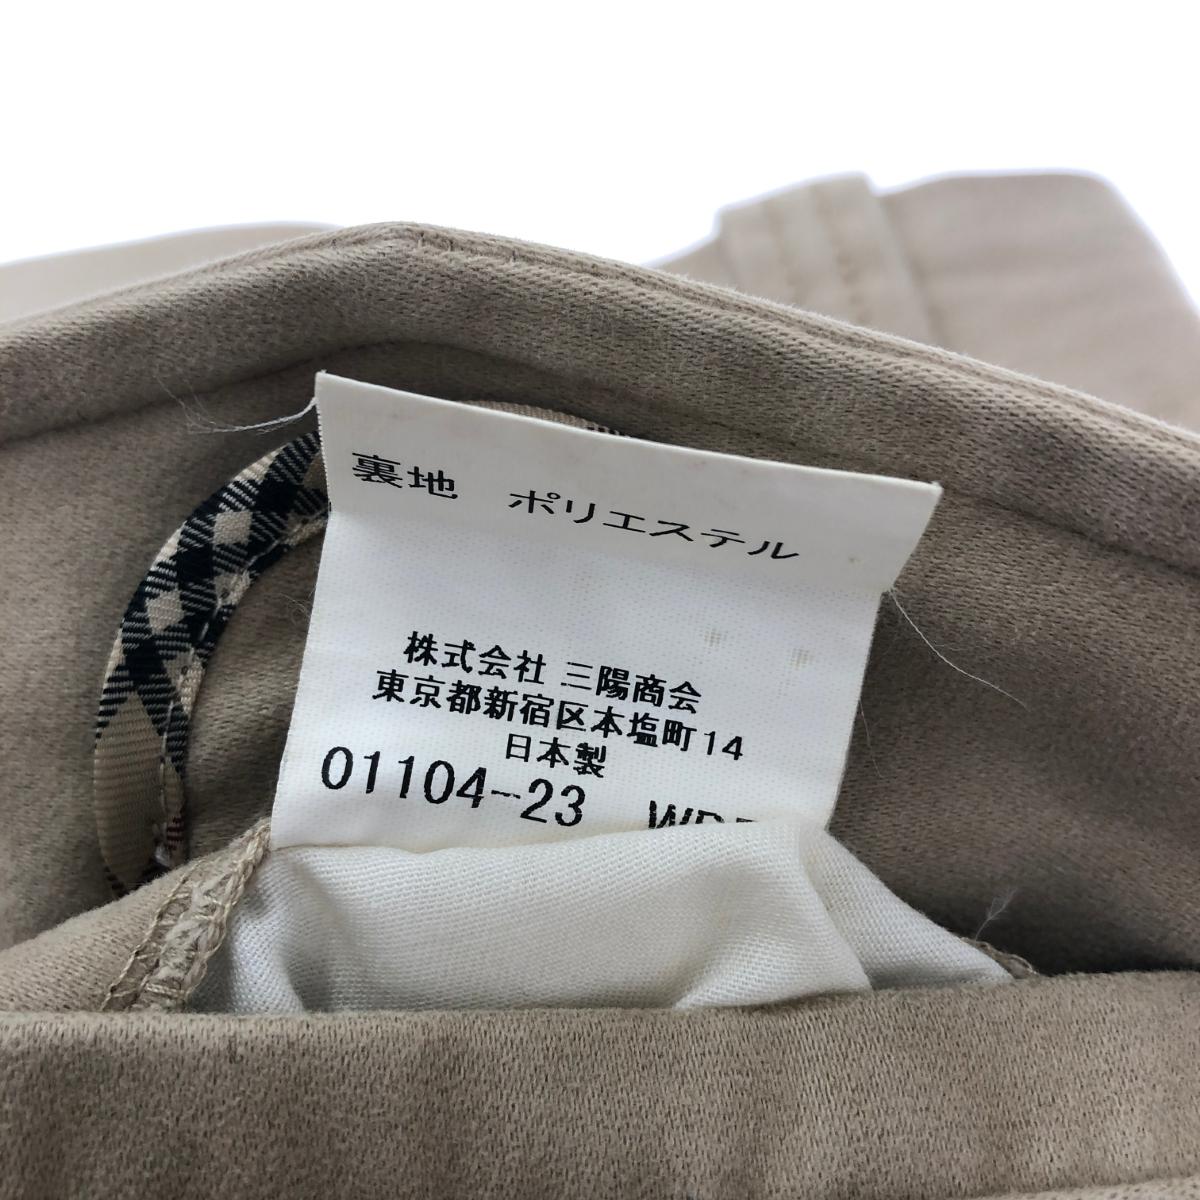 裏地 ポリエステル
株式会社 三陽商会
東京都新宿区本塩町14
日本製
01104-23